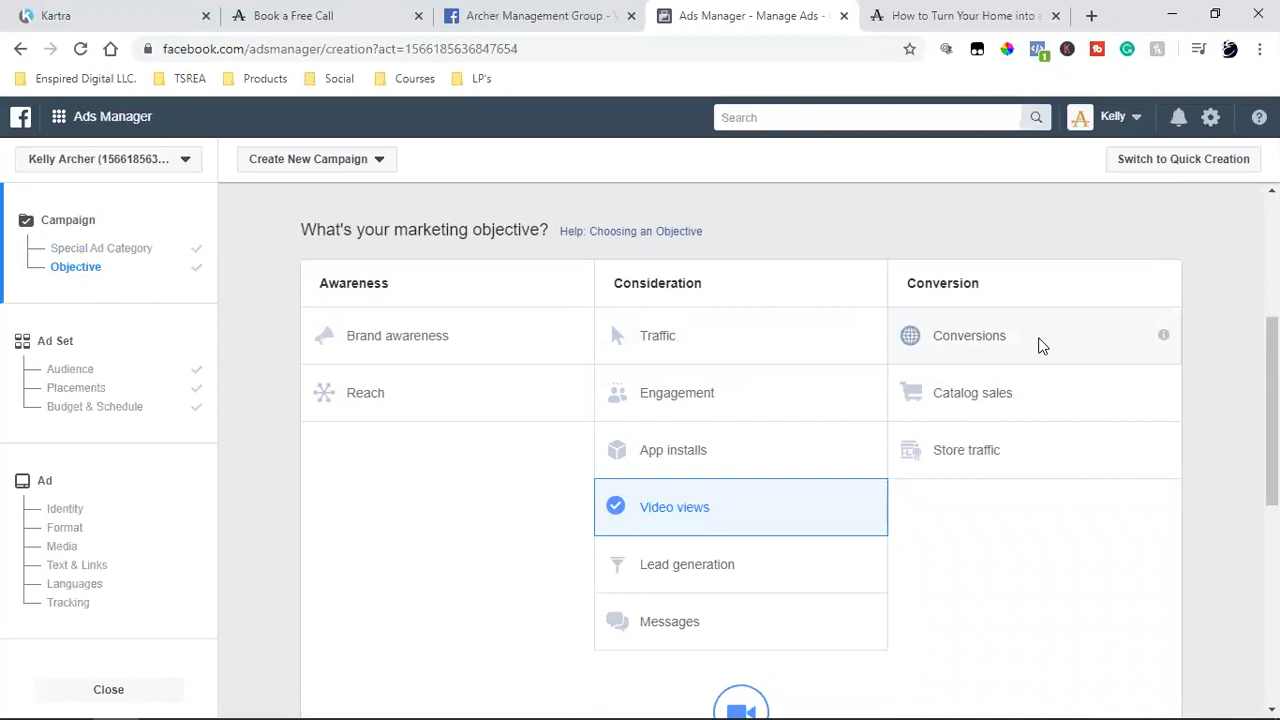 Kartra
Book a Free Call
Archer Management Group - V
Ads Manager - Manage Ads -
How to Turn Your Home into a
facebook.com/adsmanager/creation?act=1566185636847654
1
Enspired Digital LLC.
TSREA
Products
Social
Courses
LP's
Ads Manager
Search
Kelly
Kelly Archer (156618563...
Create New Campaign
Switch to Quick Creation
Campaign
Special Ad Category
Objective
Ad Set
Audience
Placements
Budget & Schedule
Ad
Identity
Format
Media
Text & Links
Languages
Tracking
Close
What's your marketing objective? Help: Choosing an Objective
Awareness
Consideration
Conversion
Brand awareness
Traffic
Conversions
Reach
Engagement
Catalog sales
App installs
Store traffic
Video views
Lead generation
Messages